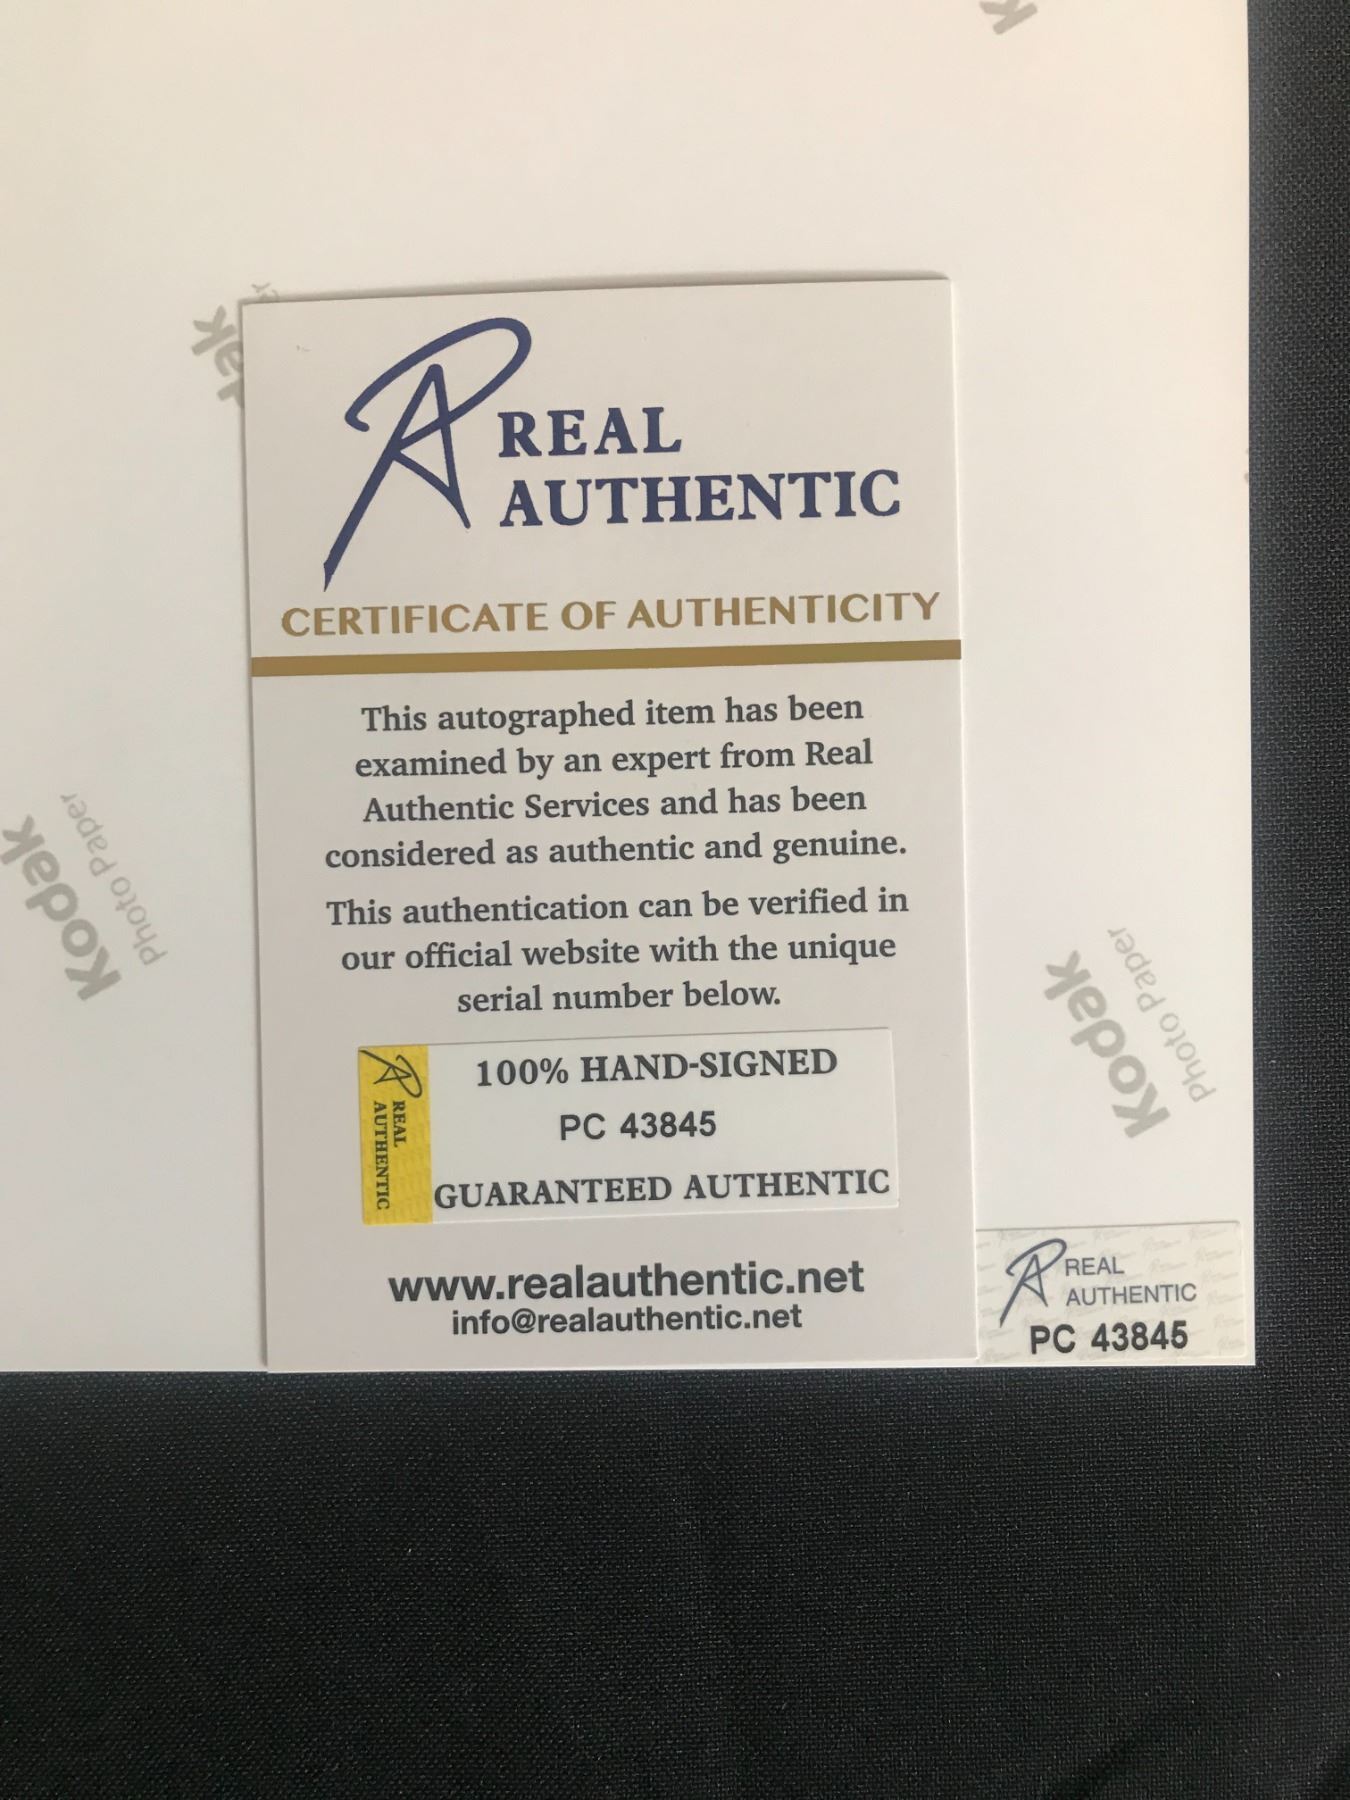 K
Kodak
Photo Paper
REAL
AUTHENTIC
CERTIFICATE OF AUTHENTICITY
This autographed item has been
examined by an expert from Real
Authentic Services and has been
considered as authentic and genuine.
This authentication can be verified in
our official website with the unique
serial number below.
REAL
AUTHENTIC
100% HAND-SIGNED
PC 43845
GUARANTEED AUTHENTIC
www.realauthentic.net
info@realauthentic.net
Kodak
Photo Paper
REAL
AUTHENTIC
PC 43845